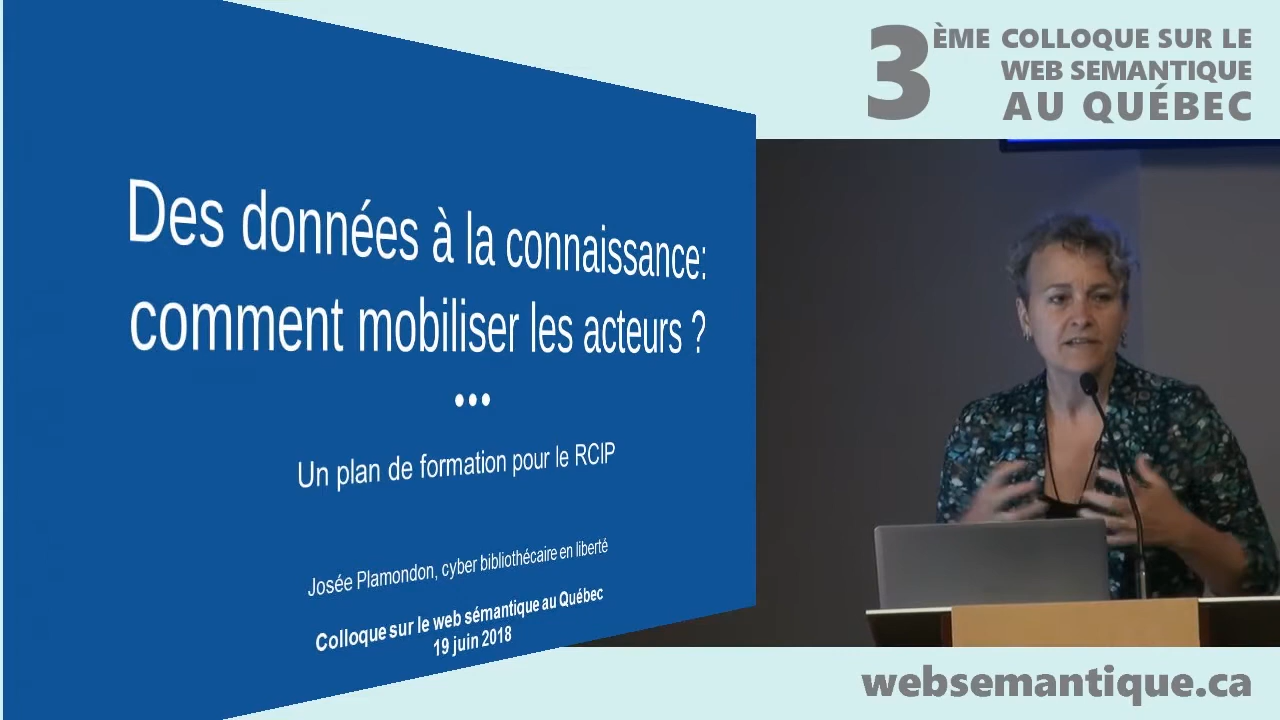 3ÈME COLLOQUE SUR LE
WEB SEMANTIQUE
AU QUÉBEC
Des données à la connaissance:
comment mobiliser les acteurs ?
•••
Un plan de formation pour le RCIP
Josée Plamondon, cyber bibliothécaire en liberté
Colloque sur le web sémantique au Québec
19 juin 2018
websemantique.ca